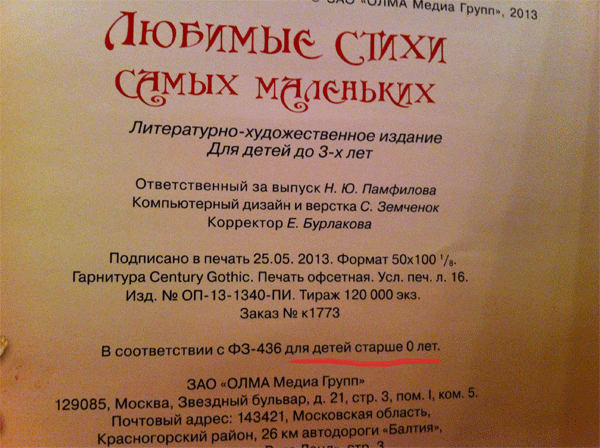 © ЗАО «ОЛМА Медиа Групп», 2013
ЛЮБИМЫЕ СТИХИ
САМЫХ МАЛЕНЬКИХ
Литературно-художественное издание
Для детей до 3-х лет
Ответственный за выпуск Н. Ю. Памфилова
Компьютерный дизайн и верстка С. Земченок
Корректор Е. Бурлакова
Подписано в печать 25.05. 2013. Формат 50х100 1/8.
Гарнитура Century Gothic. Печать офсетная. Усл. печ. л. 16.
Изд. № ОП-13-1340-ПИ. Тираж 120 000 экз.
Заказ № к1773
В соответствии с ФЗ-436 для детей старше 0 лет.
ЗАО «ОЛМА Медиа Групп»
129085, Москва, Звездный бульвар, д. 21, стр. 3, пом. I, ком. 5.
Почтовый адрес: 143421, Московская область,
Красногорский район, 26 км автодороги «Балтия»,